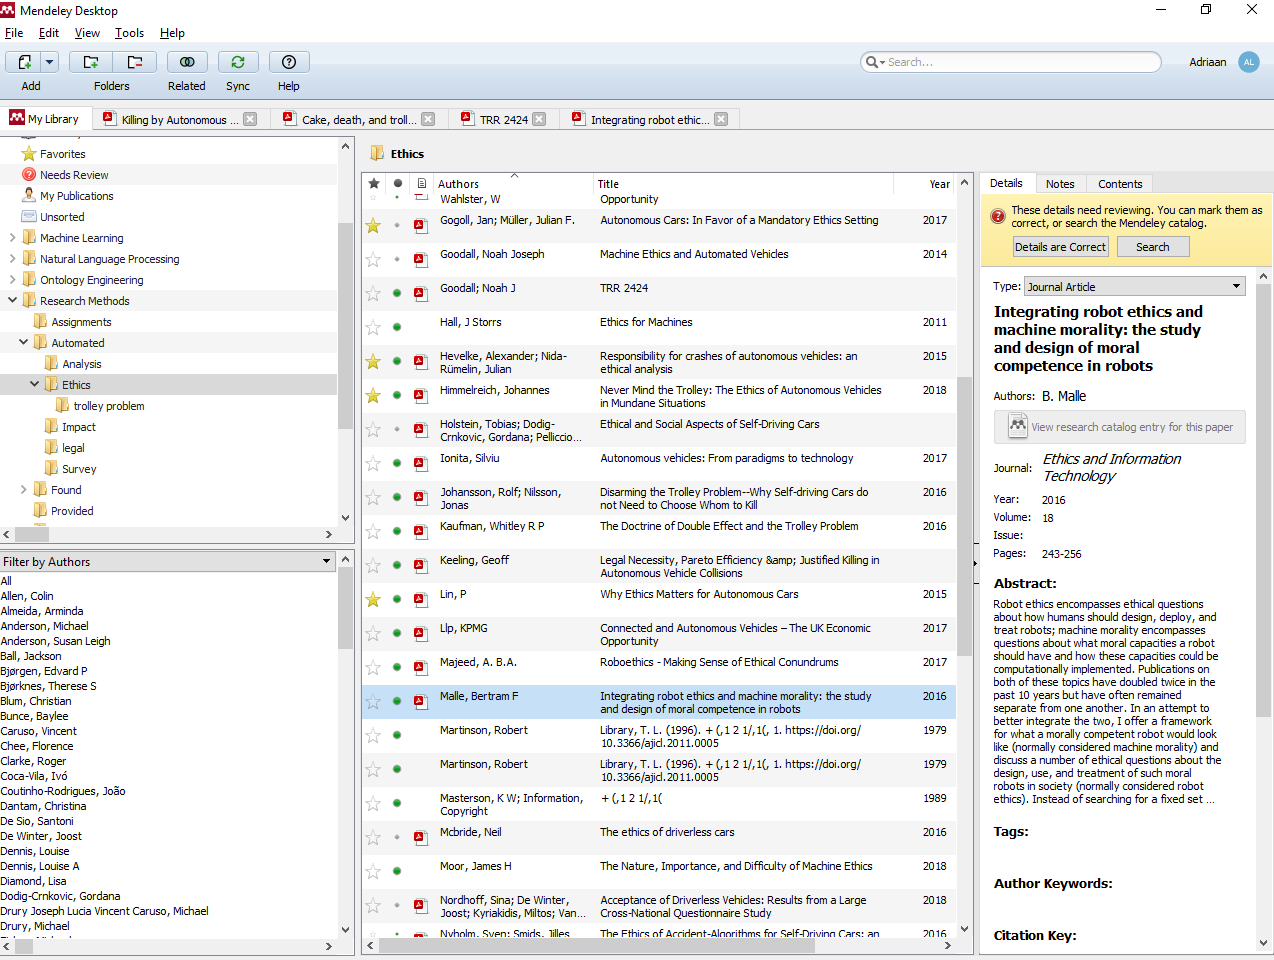 Mendeley Desktop
File Edit View Tools Help
Search...
Adriaan AL
Add Folders Related Sync Help
My Library Killing by Autonomous ... Cake, death, and troll... TRR 2424 Integrating robot ethic...
Favorites
Needs Review
My Publications
Unsorted
Machine Learning
Natural Language Processing
Ontology Engineering
Research Methods
Assignments
Automated
Analysis
Ethics
trolley problem
Impact
legal
Survey
Found
Provided
Filter by Authors
All
Allen, Colin
Almeida, Arminda
Anderson, Michael
Anderson, Susan Leigh
Ball, Jackson
Bjørgen, Edvard P
Bjørknes, Therese S
Blum, Christian
Bunce, Baylee
Caruso, Vincent
Chee, Florence
Clarke, Roger
Coca-Vila, Ivó
Coutinho-Rodrigues, João
Dantam, Christina
De Sio, Santoni
De Winter, Joost
Dennis, Louise
Dennis, Louise A
Diamond, Lisa
Dodig-Crnkovic, Gordana
Drury Joseph Lucia Vincent Caruso, Michael
Drury, Michael
Ethics
Authors Title Year
Wahlster, W Opportunity
Gogoll, Jan; Müller, Julian F. Autonomous Cars: In Favor of a Mandatory Ethics Setting 2017
Goodall, Noah Joseph Machine Ethics and Automated Vehicles 2014
Goodall; Noah J TRR 2424
Hall, J Storrs Ethics for Machines 2011
Hevelke, Alexander; Nida- Responsibility for crashes of autonomous vehicles: an 2015
Rümelin, Julian ethical analysis
Himmelreich, Johannes Never Mind the Trolley: The Ethics of Autonomous Vehicles 2018
in Mundane Situations
Holstein, Tobias; Dodig- Ethical and Social Aspects of Self-Driving Cars
Crnkovic, Gordana; Pelliccio...
Ionita, Silviu Autonomous vehicles: From paradigms to technology 2017
Johansson, Rolf; Nilsson, Disarming the Trolley Problem--Why Self-driving Cars do 2016
Jonas not Need to Choose Whom to Kill
Kaufman, Whitley R P The Doctrine of Double Effect and the Trolley Problem 2016
Keeling, Geoff Legal Necessity, Pareto Efficiency &amp; Justified Killing in
Autonomous Vehicle Collisions
Lin, P Why Ethics Matters for Autonomous Cars 2015
Llp, KPMG Connected and Autonomous Vehicles – The UK Economic 2017
Opportunity
Majeed, A. B.A. Roboethics - Making Sense of Ethical Conundrums 2017
Malle, Bertram F Integrating robot ethics and machine morality: the study 2016
and design of moral competence in robots
Martinson, Robert Library, T. L. (1996). + (,1 2 1/,1(, 1. https://doi.org/ 1979
10.3366/ajicl.2011.0005
Martinson, Robert Library, T. L. (1996). + (,1 2 1/,1(, 1. https://doi.org/ 1979
10.3366/ajicl.2011.0005
Masterson, K W; Information, + (,1 2 1/,1( 1989
Copyright
Mcbride, Neil The ethics of driverless cars 2016
Moor, James H The Nature, Importance, and Difficulty of Machine Ethics 2018
Nordhoff, Sina; De Winter, Acceptance of Driverless Vehicles: Results from a Large 2018
Joost; Kyriakidis, Miltos; Van... Cross-National Questionnaire Study
Nyholm, Sven; Smids, Jilles The Ethics of Accident-Algorithms for Self-Driving Cars: an 2016
Details Notes Contents
These details need reviewing. You can mark them as
correct, or search the Mendeley catalog.
Details are Correct Search
Type: Journal Article
Integrating robot ethics and
machine morality: the study
and design of moral
competence in robots
Authors: B. Malle
View research catalog entry for this paper
Journal: Ethics and Information
Technology
Year: 2016
Volume: 18
Issue:
Pages: 243-256
Abstract:
Robot ethics encompasses ethical questions
about how humans should design, deploy, and
treat robots; machine morality encompasses
questions about what moral capacities a robot
should have and how these capacities could be
computationally implemented. Publications on
both of these topics have doubled twice in the
past 10 years but have often remained
separate from one another. In an attempt to
better integrate the two, I offer a framework
for what a morally competent robot would look
like (normally considered machine morality) and
discuss a number of ethical questions about the
design, use, and treatment of such moral
robots in society (normally considered robot
ethics). Instead of searching for a fixed set ...
Tags:
Author Keywords:
Citation Key: